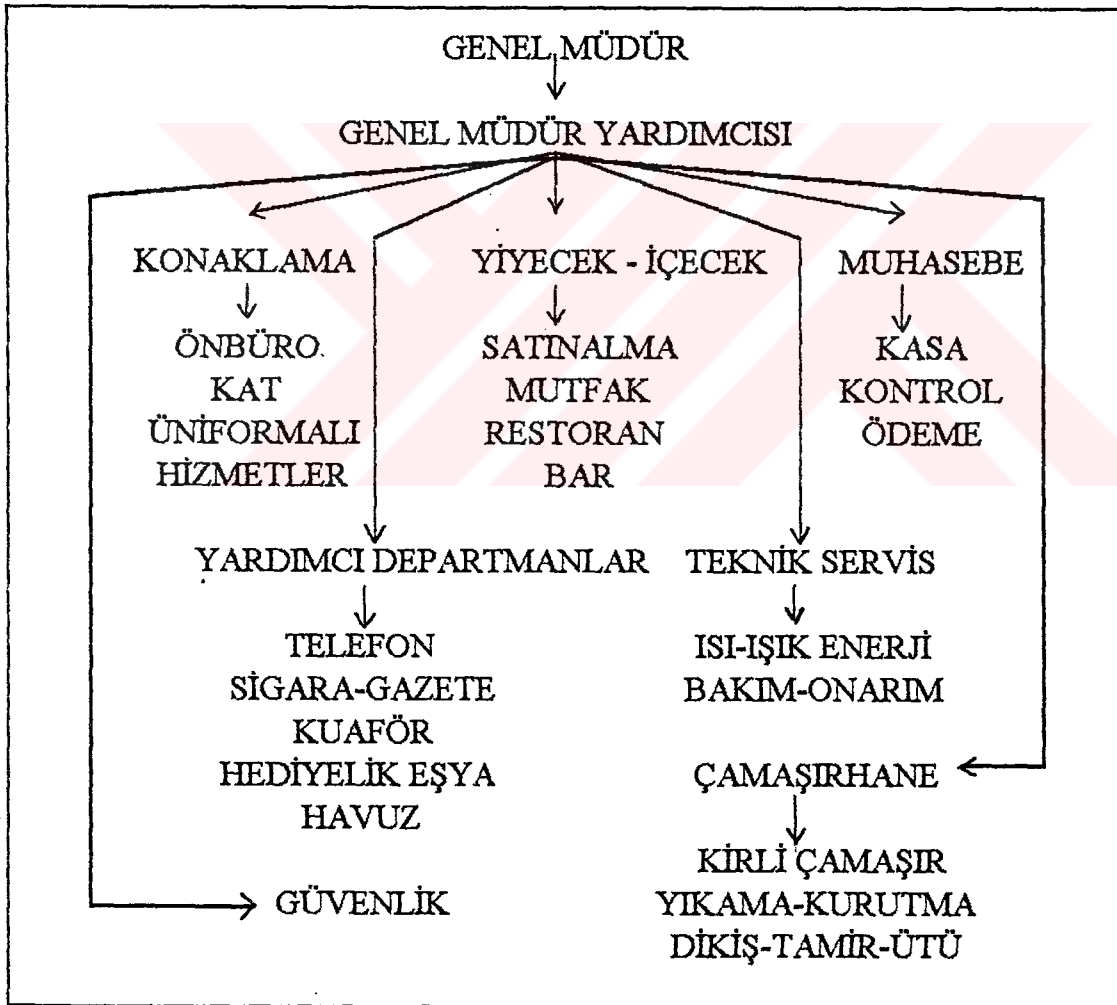 GENEL MÜDÜR
GENEL MÜDÜR YARDIMCISI
KONAKLAMA
YİYECEK - İÇECEK
MUHASEBE
ÖNBÜRO
KAT
ÜNİFORMALI
HİZMETLER
SATINALMA
MUTFAK
RESTORAN
BAR
KASA
KONTROL
ÖDEME
YARDIMCI DEPARTMANLAR
TEKNİK SERVİS
TELEFON
SİGARA-GAZETE
KUAFÖR
HEDİYELİK EŞYA
HAVUZ
ISI-IŞIK ENERJİ
BAKIM-ONARIM
ÇAMAŞIRHANE
KİRLİ ÇAMAŞIR
YIKAMA-KURUTMA
DİKİŞ-TAMİR-ÜTÜ
GÜVENLİK